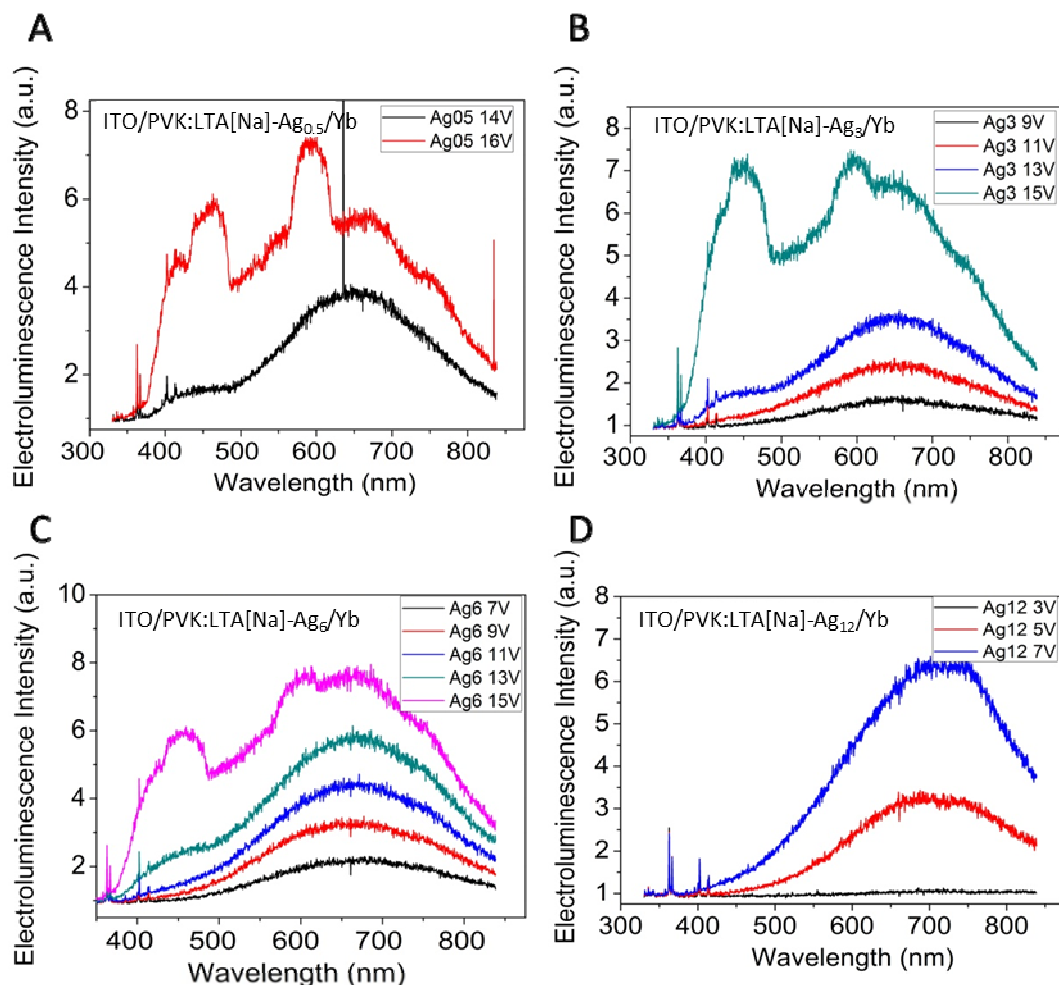 A
Electroluminescence Intensity (a.u.)
8
6
4
2
ITO/PVK:LTA[Na]-Ag₀.₅/Yb
Ag05 14V
Ag05 16V
300 400 500 600 700 800
Wavelength (nm)
B
Electroluminescence Intensity (a.u.)
8
7
6
5
4
3
2
1
ITO/PVK:LTA[Na]-Ag₃/Yb
Ag3 9V
Ag3 11V
Ag3 13V
Ag3 15V
300 400 500 600 700 800
Wavelength (nm)
C
Electroluminescence Intensity (a.u.)
10
8
6
4
2
0
ITO/PVK:LTA[Na]-Ag₆/Yb
Ag6 7V
Ag6 9V
Ag6 11V
Ag6 13V
Ag6 15V
400 500 600 700 800
Wavelength (nm)
D
Electroluminescence Intensity (a.u.)
8
7
6
5
4
3
2
1
ITO/PVK:LTA[Na]-Ag₁₂/Yb
Ag12 3V
Ag12 5V
Ag12 7V
300 400 500 600 700 800
Wavelength (nm)